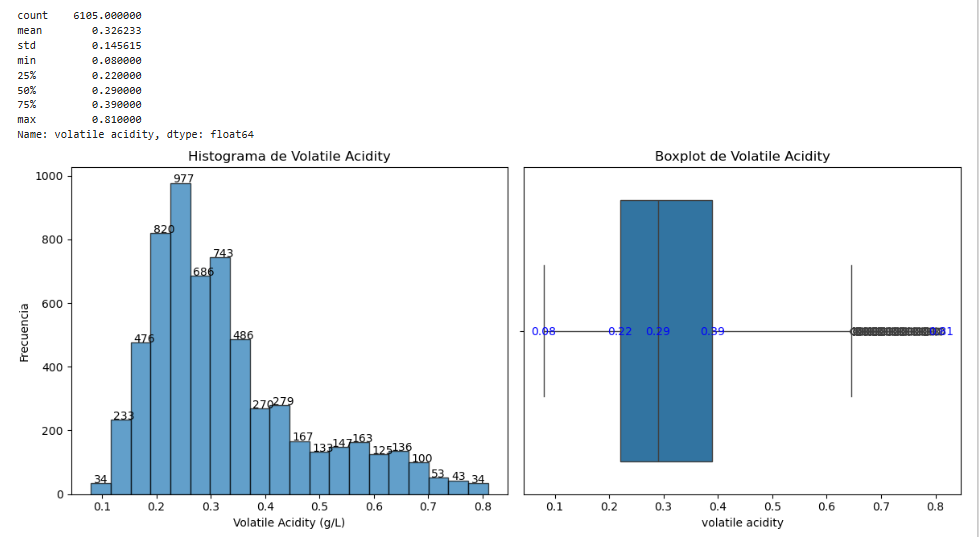 count    6105.000000
mean        0.326233
std         0.145615
min         0.080000
25%         0.220000
50%         0.290000
75%         0.390000
max         0.810000
Name: volatile acidity, dtype: float64
Histograma de Volatile Acidity
Frecuencia
1000
800
600
400
200
0
34
233
476
820
977
686
743
486
270
279
167
133
147
163
125
136
100
53
43
34
0.1 0.2 0.3 0.4 0.5 0.6 0.7 0.8
Volatile Acidity (g/L)
Boxplot de Volatile Acidity
0.08 0.22 0.29 0.39 0.81
0.1 0.2 0.3 0.4 0.5 0.6 0.7 0.8
volatile acidity